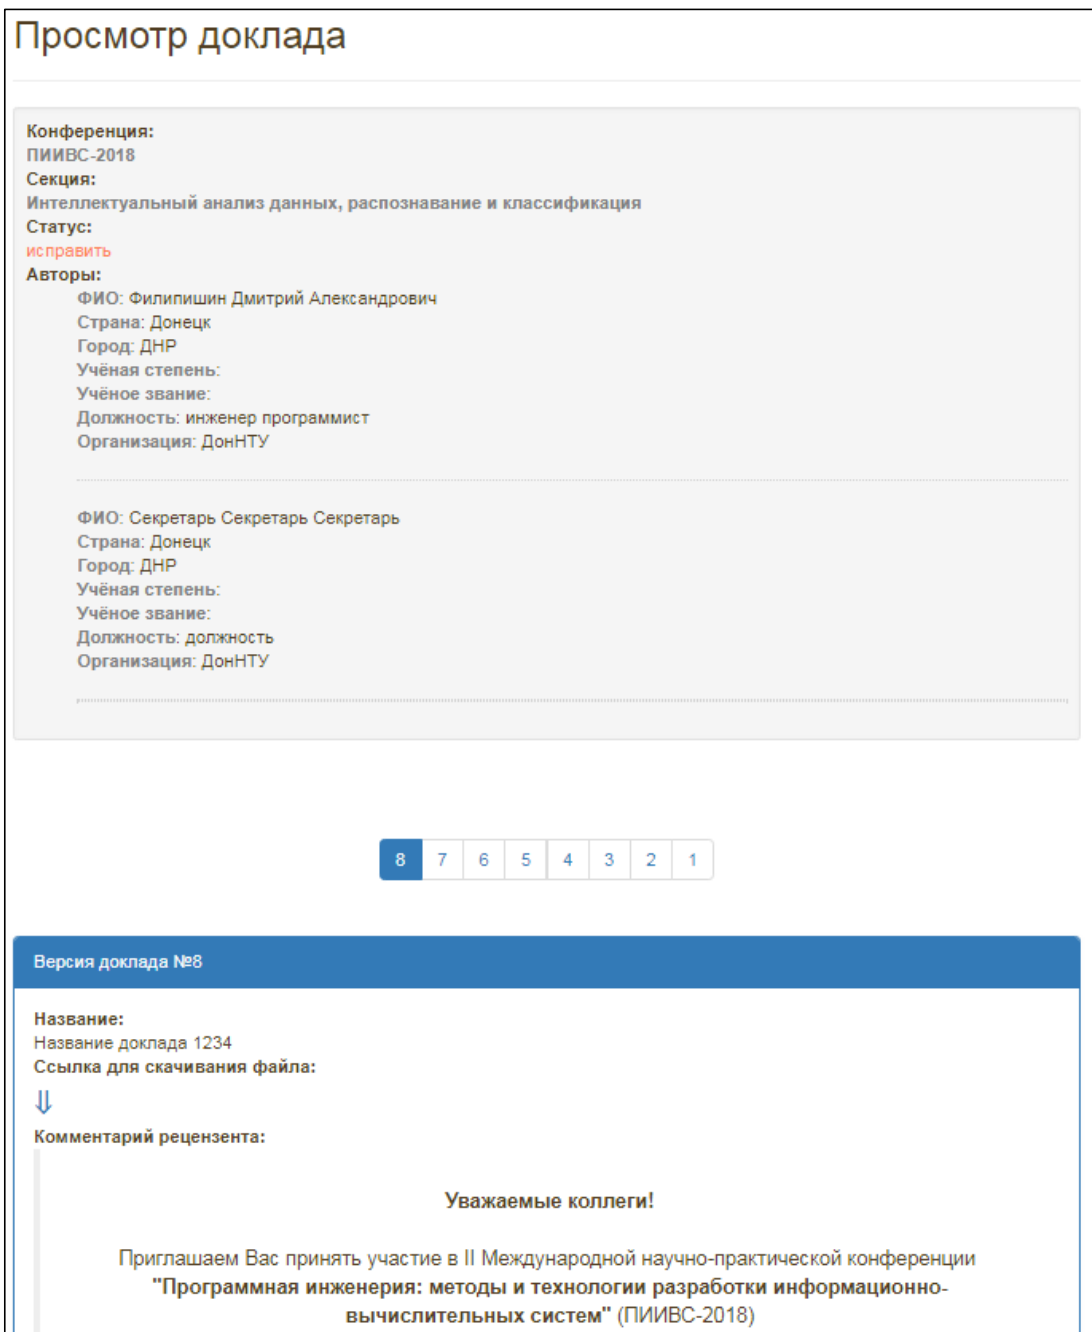 Просмотр доклада
Конференция:
ПИИВС-2018
Секция:
Интеллектуальный анализ данных, распознавание и классификация
Статус:
исправить
Авторы:
ФИО: Филипишин Дмитрий Александрович
Страна: Донецк
Город: ДНР
Учёная степень:
Учёное звание:
Должность: инженер программист
Организация: ДонНТУ
ФИО: Секретарь Секретарь Секретарь
Страна: Донецк
Город: ДНР
Учёная степень:
Учёное звание:
Должность: должность
Организация: ДонНТУ
8 7 6 5 4 3 2 1
Версия доклада №8
Название:
Название доклада 1234
Ссылка для скачивания файла:
⇓
Комментарий рецензента:
Уважаемые коллеги!
Приглашаем Вас принять участие в II Международной научно-практической конференции
"Программная инженерия: методы и технологии разработки информационно-
вычислительных систем" (ПИИВС-2018)